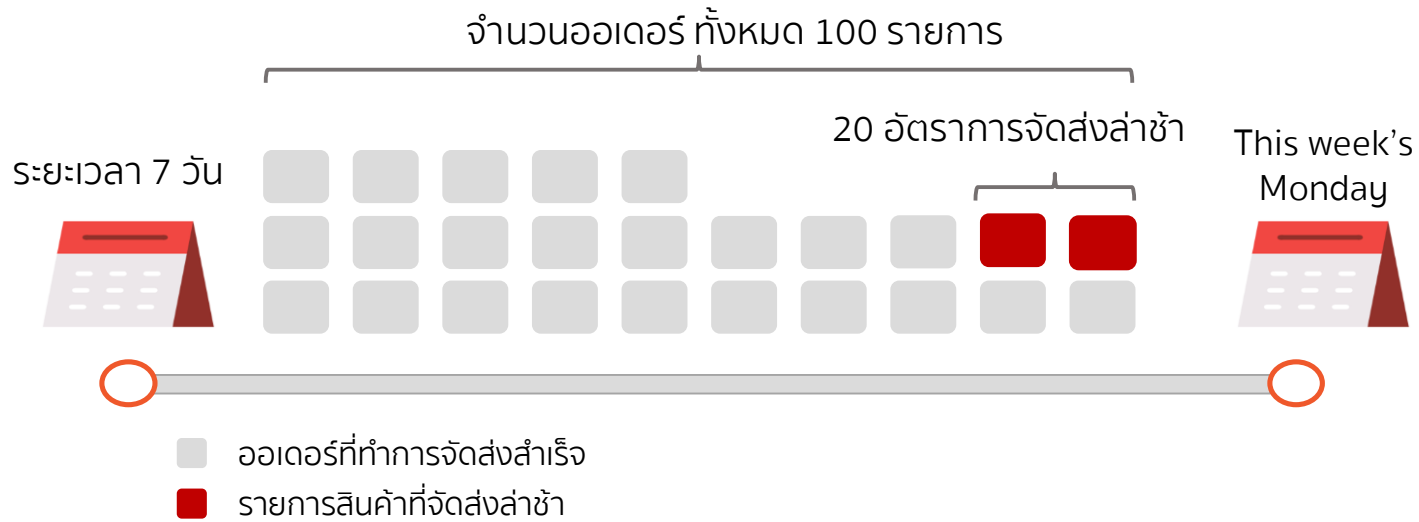 จำนวนออเดอร์ ทั้งหมด 100 รายการ
20 อัตราการจัดส่งล่าช้า
ระยะเวลา 7 วัน
This week's
Monday
ออเดอร์ที่ทำการจัดส่งสำเร็จ
รายการสินค้าที่จัดส่งล่าช้า